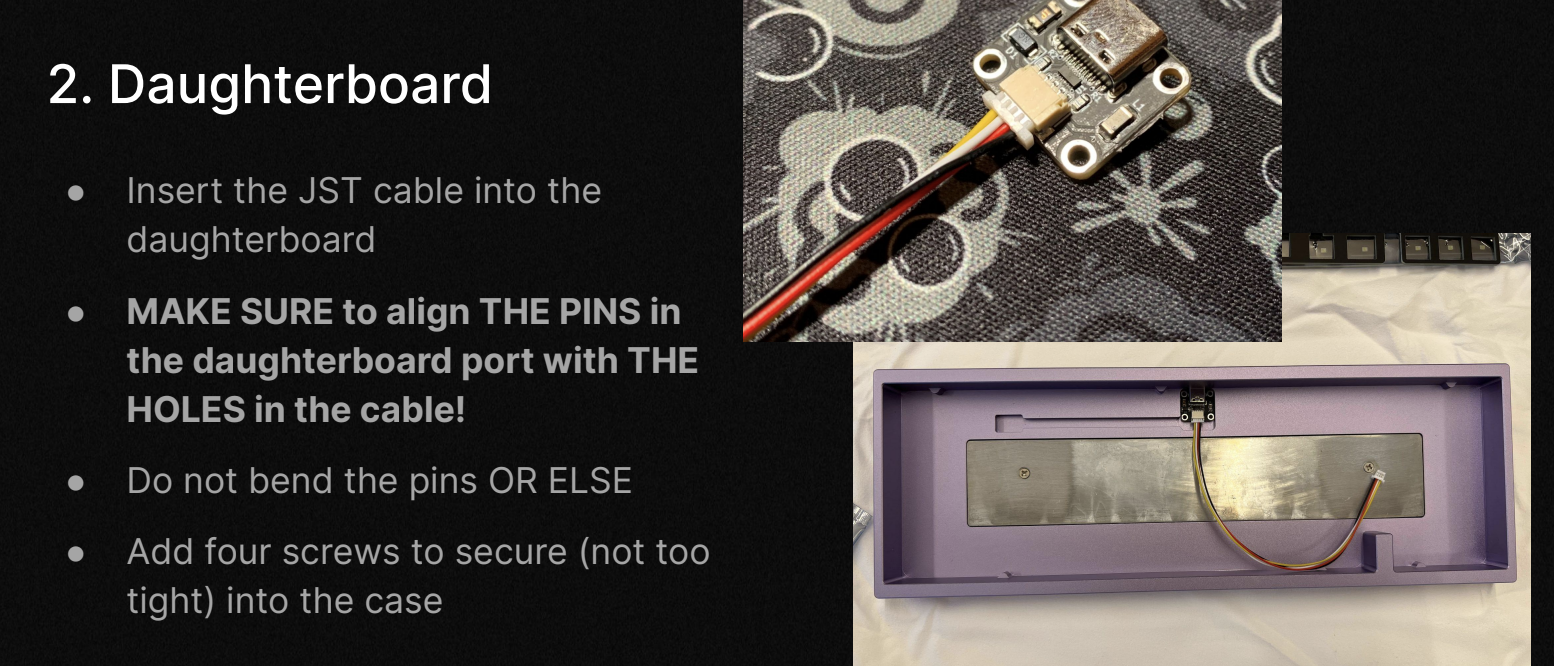 2. Daughterboard
● Insert the JST cable into the
daughterboard
● MAKE SURE to align THE PINS in
the daughterboard port with THE
HOLES in the cable!
● Do not bend the pins OR ELSE
● Add four screws to secure (not too
tight) into the case